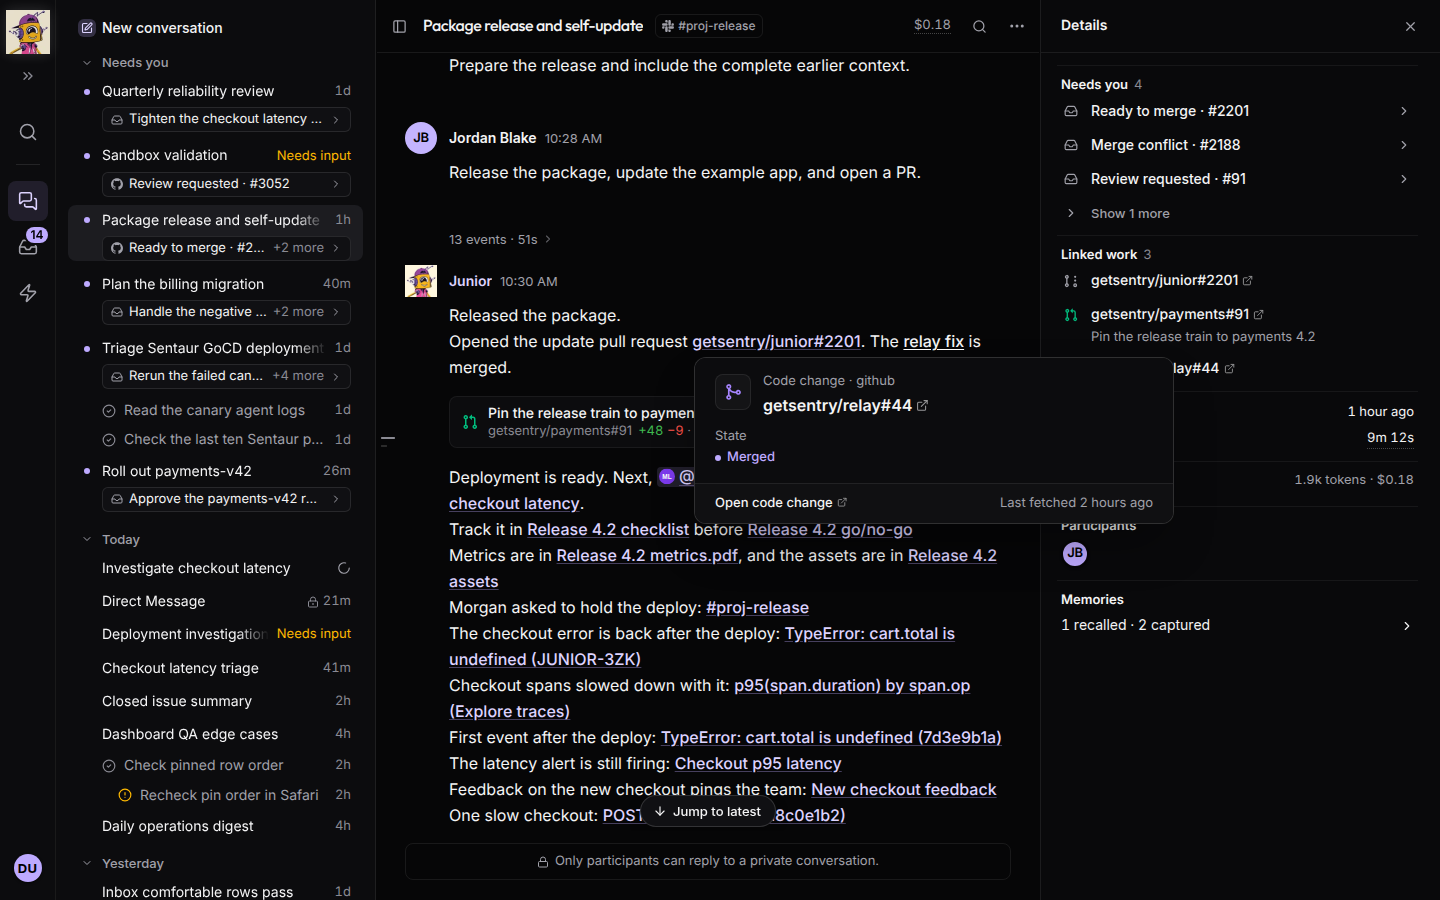 New conversation
Needs you
Quarterly reliability review 1d
Tighten the checkout latency ...
Sandbox validation Needs input
Review requested · #3052
Package release and self-update 1h
Ready to merge · #2... +2 more
14
Plan the billing migration 40m
Handle the negative ... +2 more
Triage Sentaur GoCD deployment 1d
Rerun the failed can... +4 more
Read the canary agent logs 1d
Check the last ten Sentaur p... 1d
Roll out payments-v42 26m
Approve the payments-v42 r...
Today
Investigate checkout latency
Direct Message 21m
Deployment investigation Needs input
Checkout latency triage 41m
Closed issue summary 2h
Dashboard QA edge cases 4h
Check pinned row order 2h
Recheck pin order in Safari 2h
Daily operations digest 4h
Yesterday
Inbox comfortable rows pass 1d
DU
Package release and self-update #proj-release $0.18
Prepare the release and include the complete earlier context.
JB Jordan Blake 10:28 AM
Release the package, update the example app, and open a PR.
13 events · 51s
Junior 10:30 AM
Released the package.
Opened the update pull request getsentry/junior#2201. The relay fix is
merged.
Pin the release train to paymen
getsentry/payments#91 +48 −9 ·
Deployment is ready. Next, ML @
checkout latency.
Track it in Release 4.2 checklist before Release 4.2 go/no-go
Metrics are in Release 4.2 metrics.pdf, and the assets are in Release 4.2
assets
Morgan asked to hold the deploy: #proj-release
The checkout error is back after the deploy: TypeError: cart.total is
undefined (JUNIOR-3ZK)
Checkout spans slowed down with it: p95(span.duration) by span.op
(Explore traces)
First event after the deploy: TypeError: cart.total is undefined (7d3e9b1a)
The latency alert is still firing: Checkout p95 latency
Feedback on the new checkout pings the team: New checkout feedback
One slow checkout: POST 8c0e1b2)
Jump to latest
Only participants can reply to a private conversation.
Code change · github
getsentry/relay#44
State
Merged
Open code change Last fetched 2 hours ago
Details
Needs you 4
Ready to merge · #2201
Merge conflict · #2188
Review requested · #91
Show 1 more
Linked work 3
getsentry/junior#2201
getsentry/payments#91
Pin the release train to payments 4.2
lay#44
1 hour ago
9m 12s
1.9k tokens · $0.18
Participants
JB
Memories
1 recalled · 2 captured